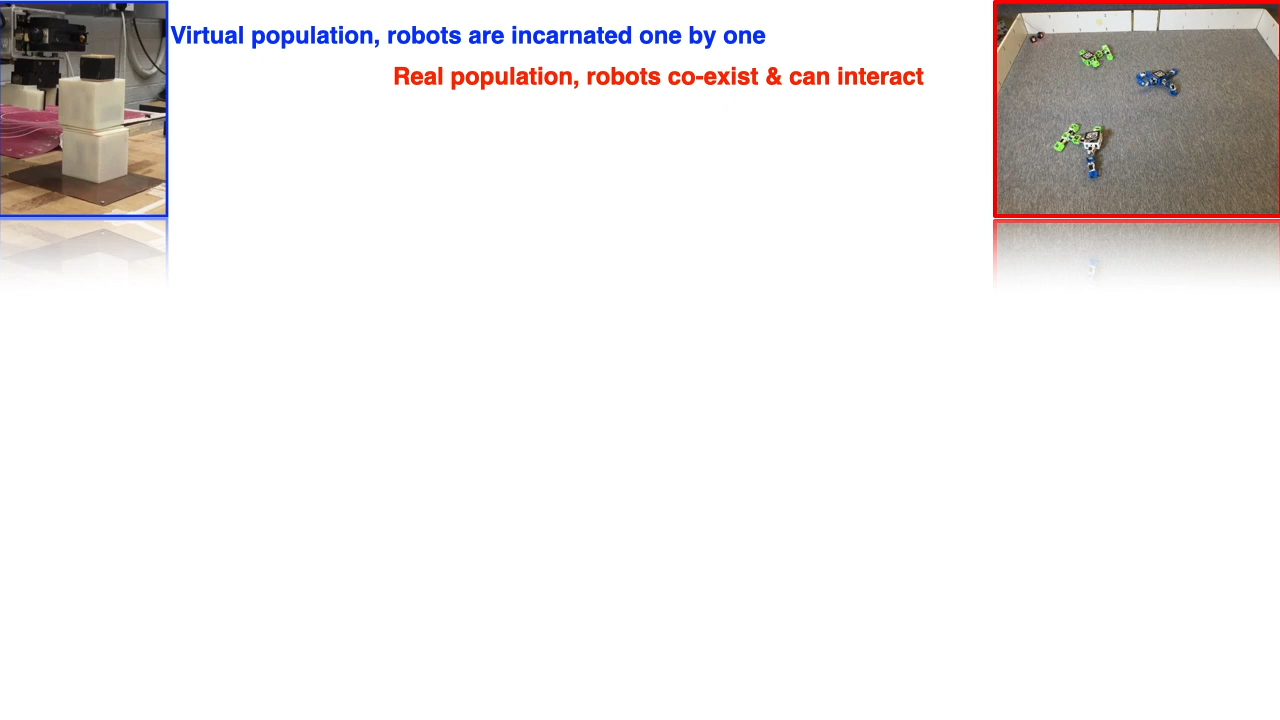 Virtual population, robots are incarnated one by one
Real population, robots co-exist & can interact